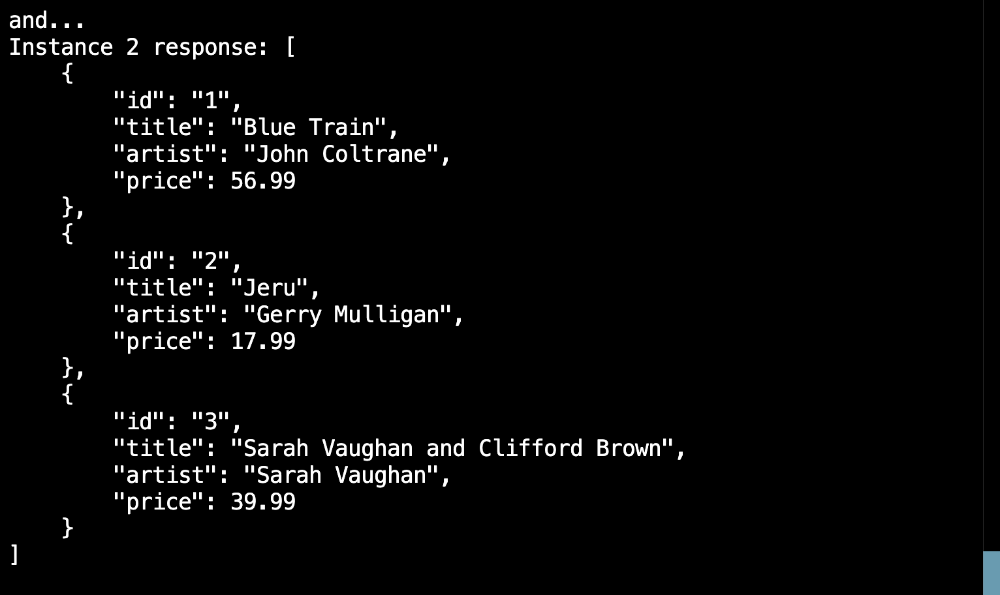 and...
Instance 2 response: [
    {
        "id": "1",
        "title": "Blue Train",
        "artist": "John Coltrane",
        "price": 56.99
    },
    {
        "id": "2",
        "title": "Jeru",
        "artist": "Gerry Mulligan",
        "price": 17.99
    },
    {
        "id": "3",
        "title": "Sarah Vaughan and Clifford Brown",
        "artist": "Sarah Vaughan",
        "price": 39.99
    }
]